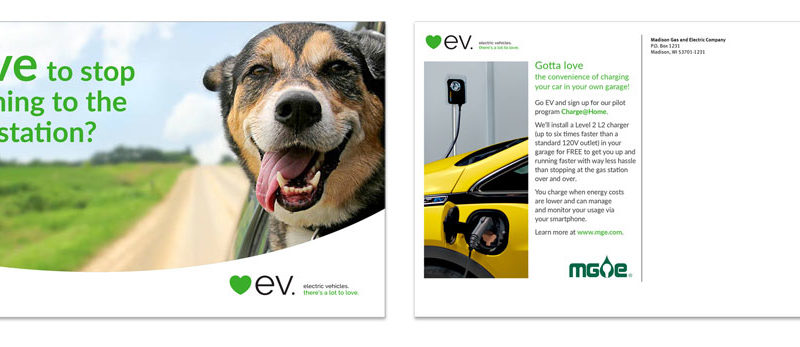 ve to stop
ning to the
station?
ev. electric vehicles.
there's a lot to love.
ev. electric vehicles.
there's a lot to love.
Gotta love
the convenience of charging
your car in your own garage!
Go EV and sign up for our pilot
program Charge@Home.
We'll install a Level 2 L2 charger
(up to six times faster than a
standard 120V outlet) in your
garage for FREE to get you up and
running faster with way less hassle
than stopping at the gas station
over and over.
You charge when energy costs
are lower and can manage
and monitor your usage via
your smartphone.
Learn more at www.mge.com.
mge®
Madison Gas and Electric Company
P.O. Box 1231
Madison, WI 53701-1231